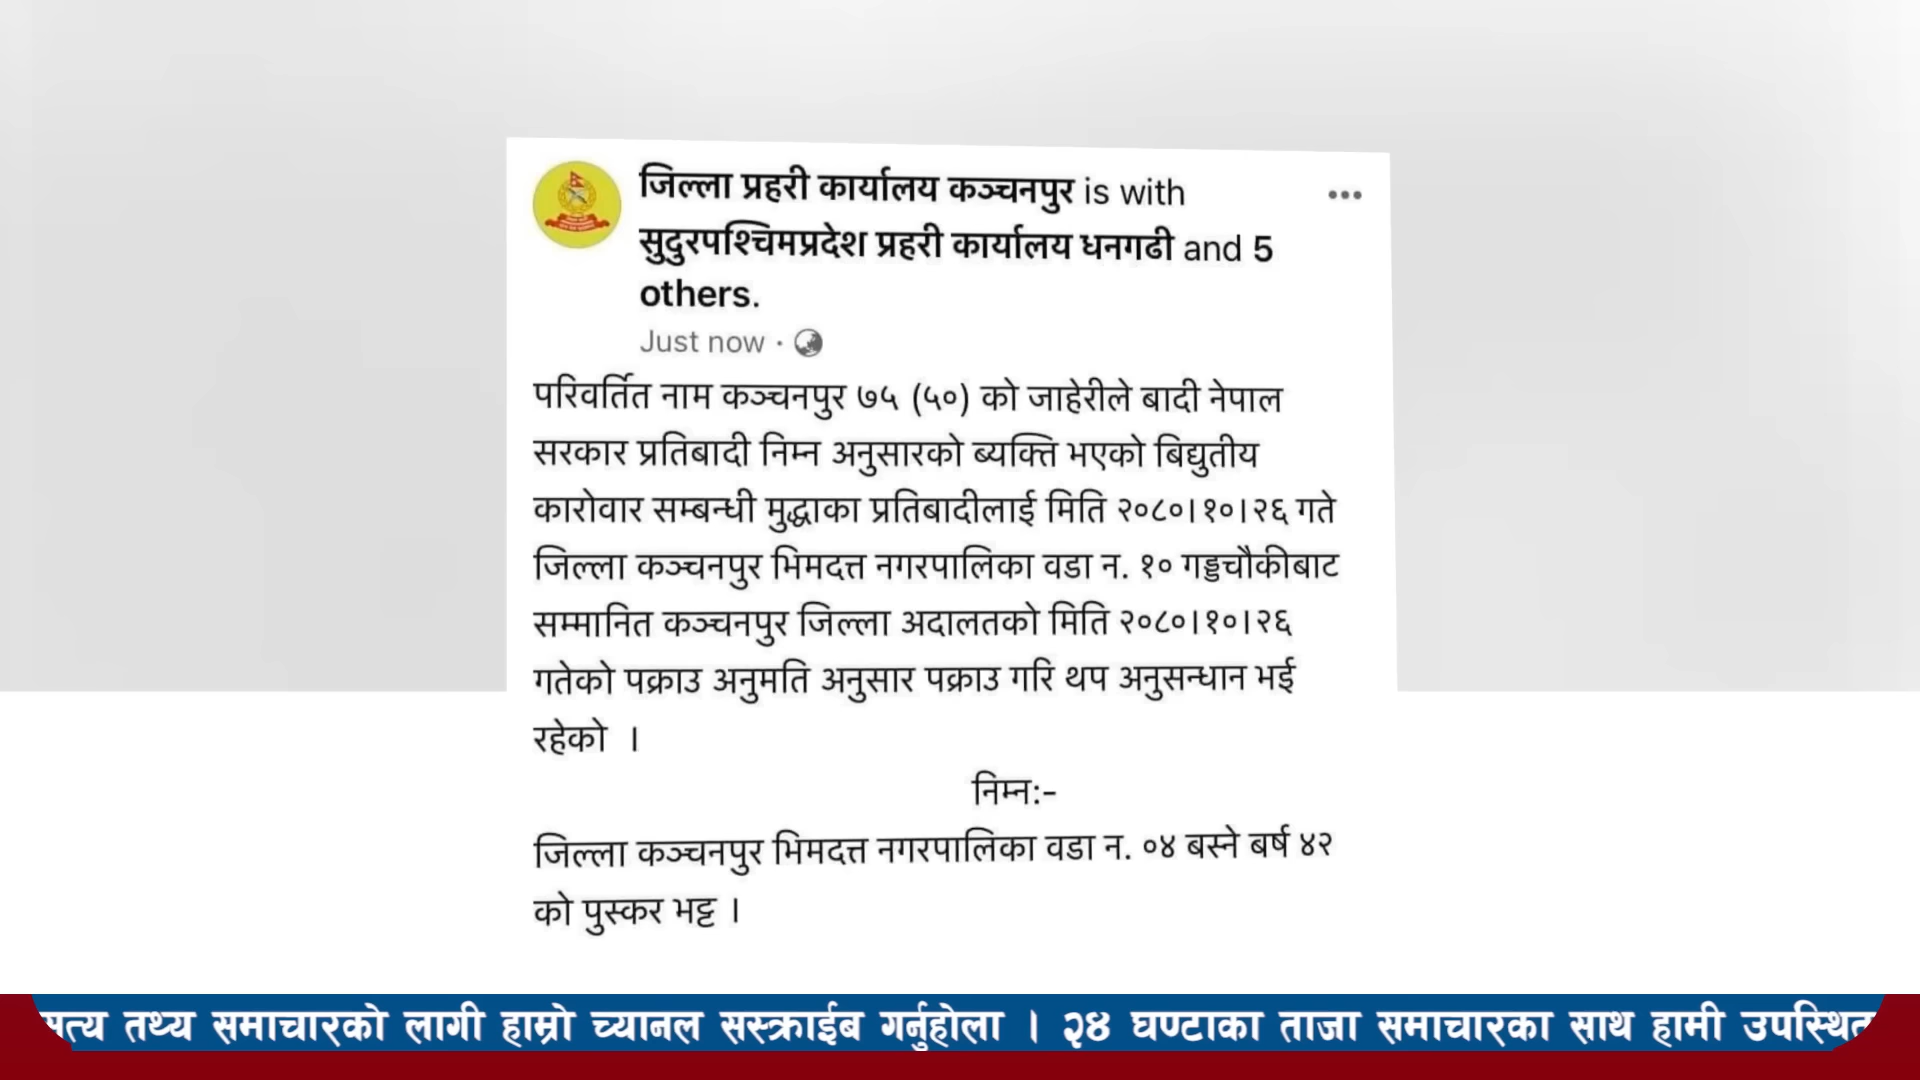 जिल्ला प्रहरी कार्यालय कञ्चनपुर is with
सुदुरपश्चिमप्रदेश प्रहरी कार्यालय धनगढी and 5
others.
Just now ·
परिवर्तित नाम कञ्चनपुर ७५ (५०) को जाहेरीले बादी नेपाल
सरकार प्रतिबादी निम्न अनुसारको ब्यक्ति भएको बिद्युतीय
कारोवार सम्बन्धी मुद्धाका प्रतिबादीलाई मिति २०८०।१०।२६ गते
जिल्ला कञ्चनपुर भिमदत्त नगरपालिका वडा न. १० गड्डाचौकीबाट
सम्मानित कञ्चनपुर जिल्ला अदालतको मिति २०८०।१०।२६
गतेको पक्राउ अनुमति अनुसार पक्राउ गरि थप अनुसन्धान भई
रहेको ।
निम्न:-
जिल्ला कञ्चनपुर भिमदत्त नगरपालिका वडा न. ०४ बस्ने बर्ष ४२
को पुस्कर भट्ट ।
सत्य तथ्य समाचारको लागी हाम्रो च्यानल सस्क्राईब गर्नुहोला । २४ घण्टाका ताजा समाचारका साथ हामी उपस्थित